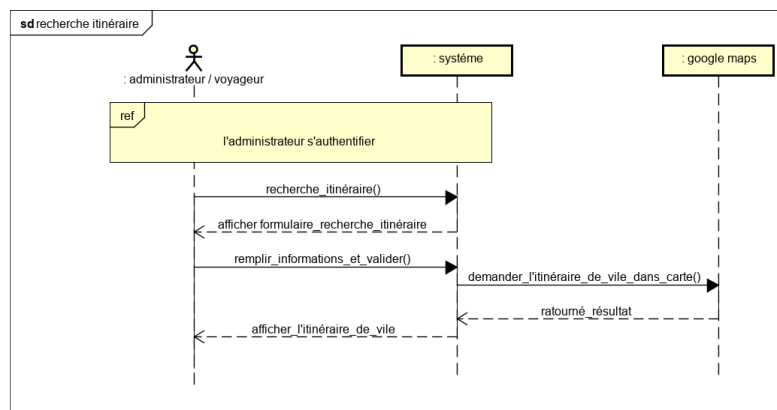 sd recherche itinéraire
: administrateur / voyageur
: systéme
: google maps
ref
l'administrateur s'authentifier
recherche_itinéraire()
afficher formulaire_recherche_itinéraire
remplir_informations_et_valider()
demander_l'itinéraire_de_vile_dans_carte()
ratourné_résultat
afficher_l'itinéraire_de_vile